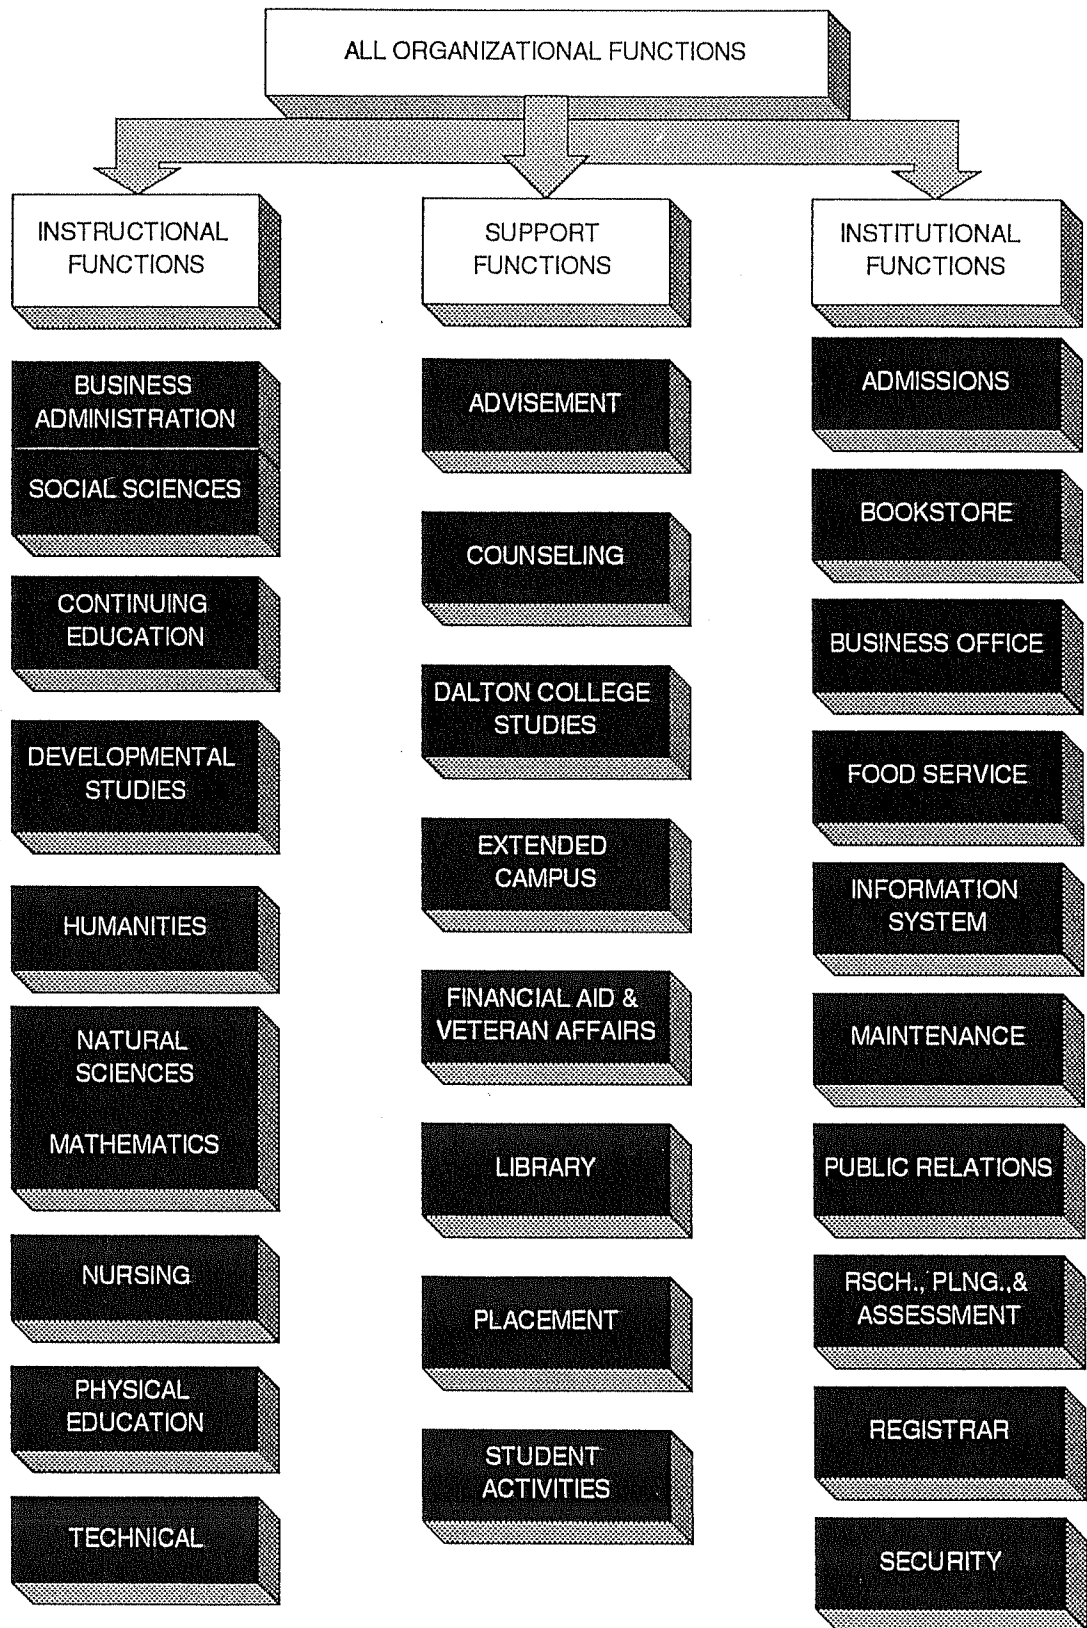 ALL ORGANIZATIONAL FUNCTIONS
INSTRUCTIONAL
FUNCTIONS
BUSINESS
ADMINISTRATION
SOCIAL SCIENCES
CONTINUING
EDUCATION
DEVELOPMENTAL
STUDIES
HUMANITIES
NATURAL
SCIENCES
MATHEMATICS
NURSING
PHYSICAL
EDUCATION
TECHNICAL
SUPPORT
FUNCTIONS
ADVISEMENT
COUNSELING
DALTON COLLEGE
STUDIES
EXTENDED
CAMPUS
FINANCIAL AID &
VETERAN AFFAIRS
LIBRARY
PLACEMENT
STUDENT
ACTIVITIES
INSTITUTIONAL
FUNCTIONS
ADMISSIONS
BOOKSTORE
BUSINESS OFFICE
FOOD SERVICE
INFORMATION
SYSTEM
MAINTENANCE
PUBLIC RELATIONS
RSCH., PLNG.,&
ASSESSMENT
REGISTRAR
SECURITY